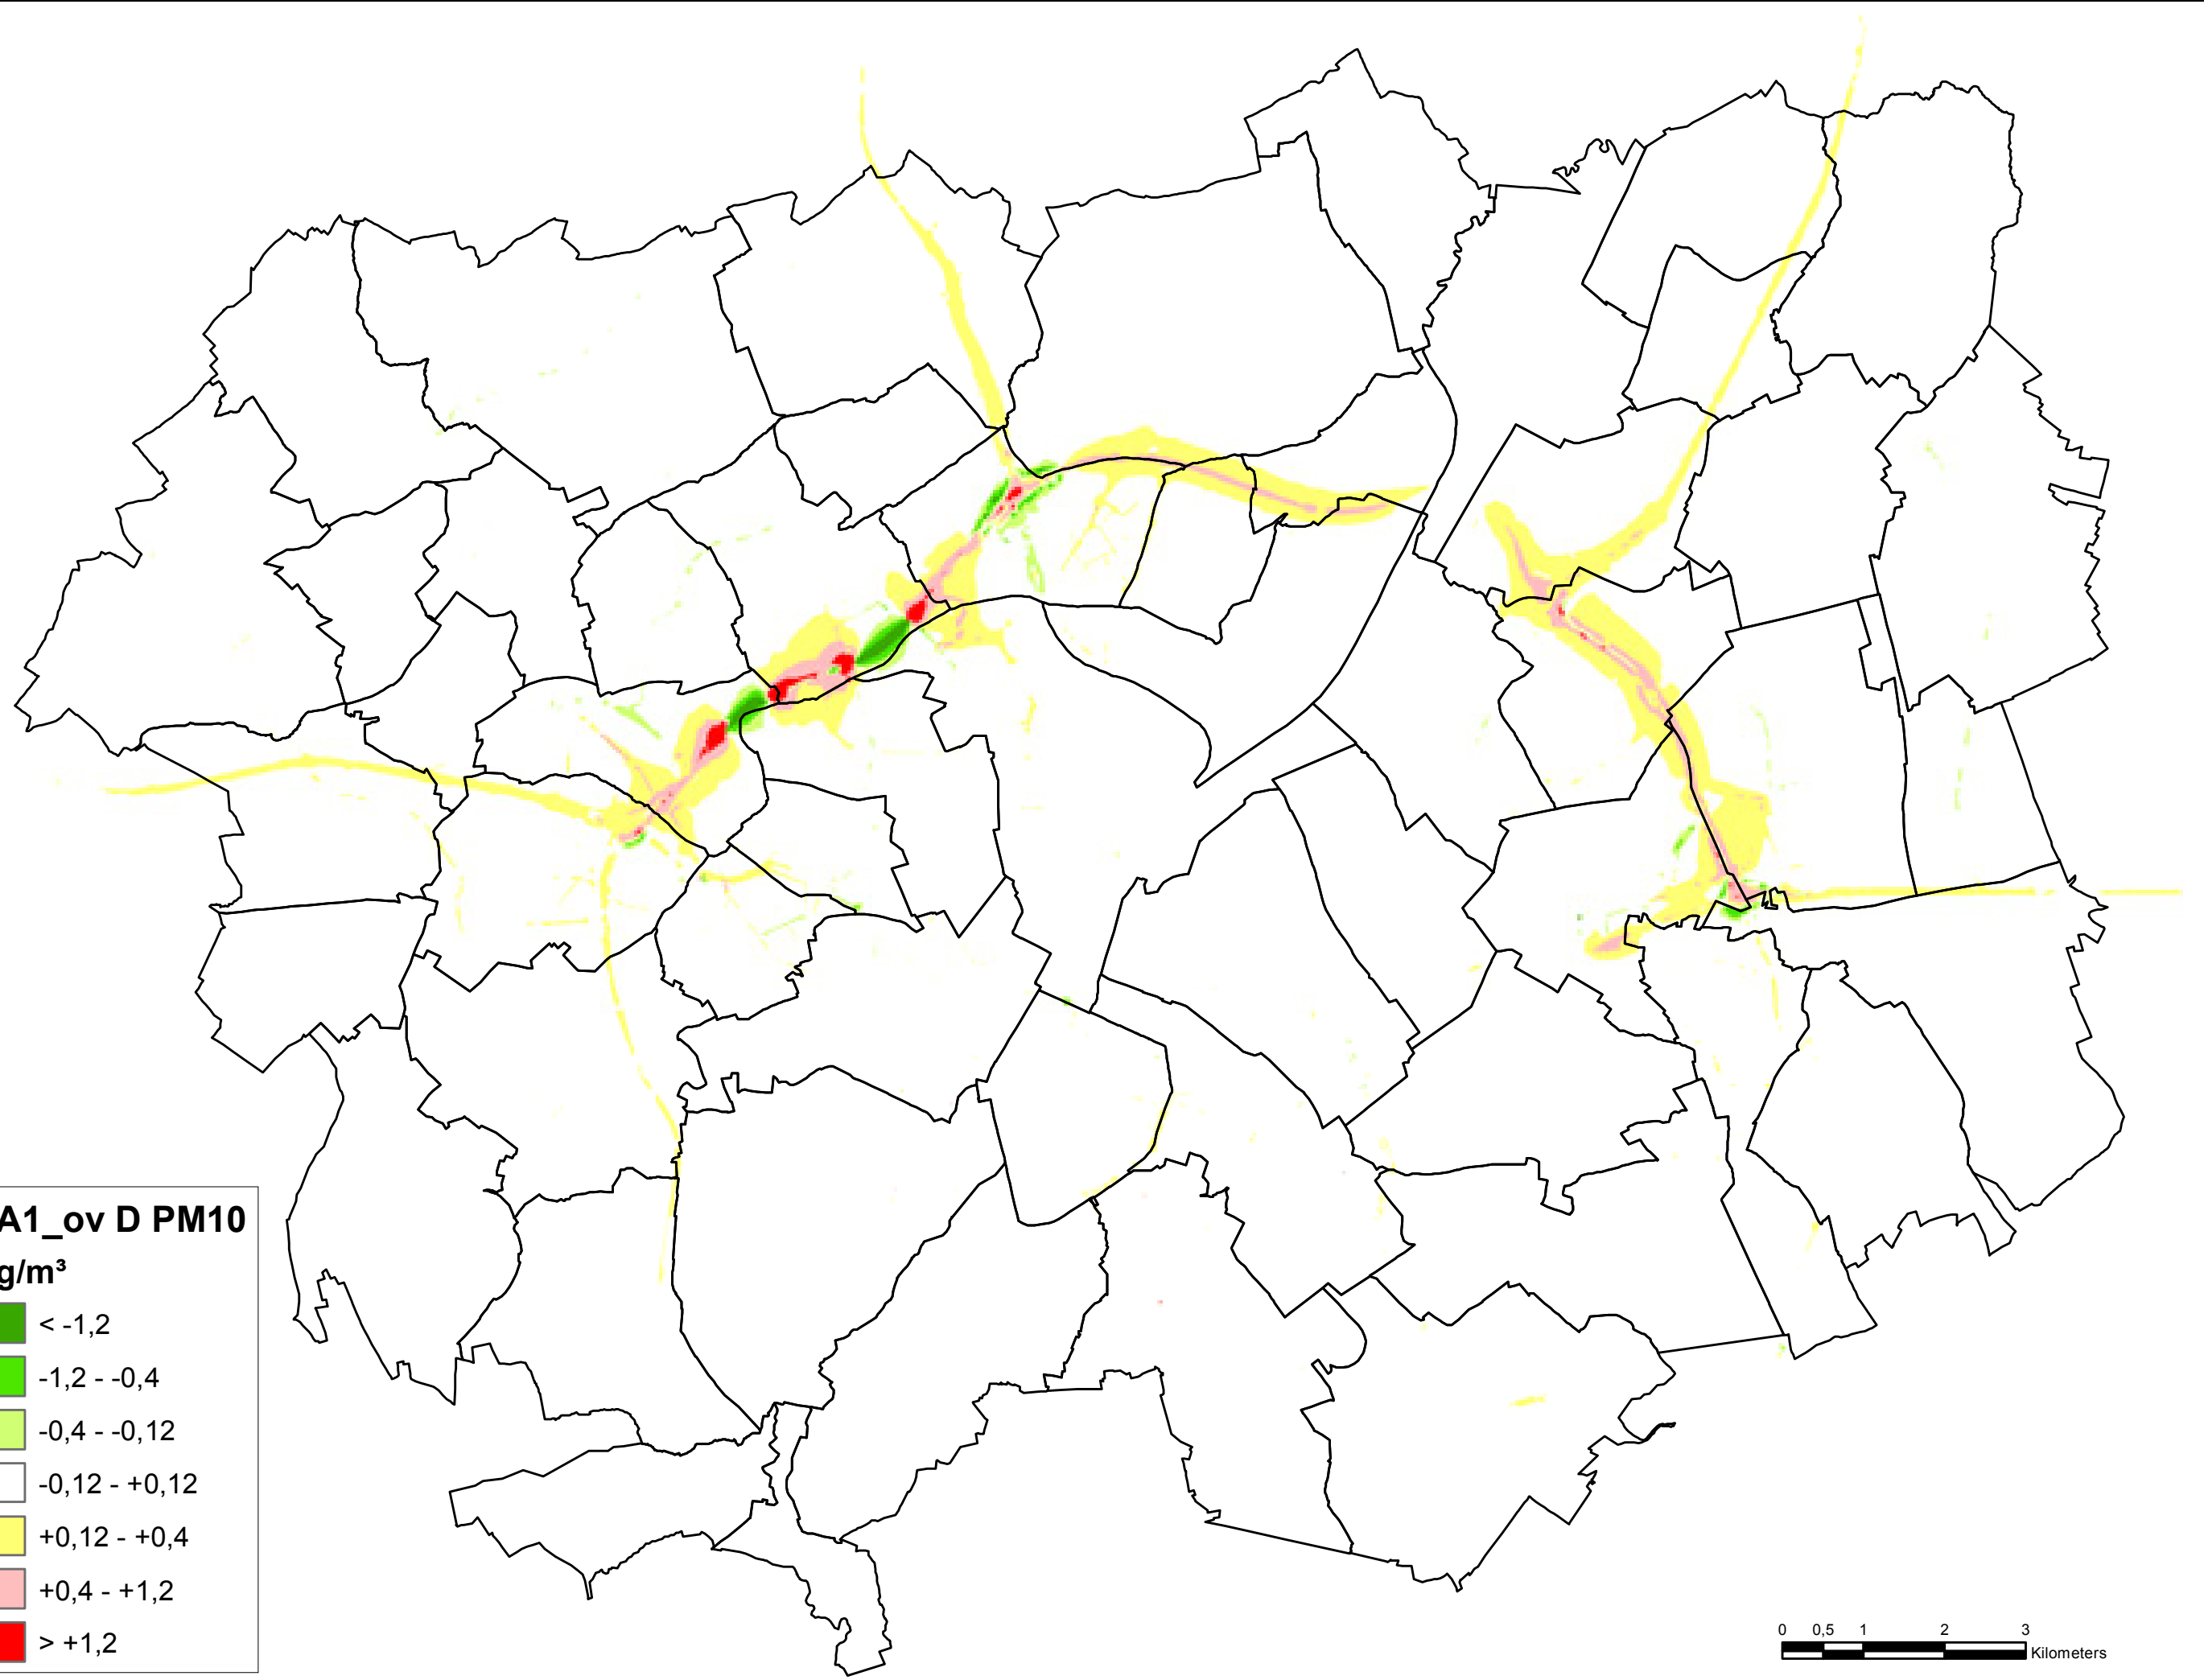 A1_ov D PM10
g/m³
< -1,2
-1,2 - -0,4
-0,4 - -0,12
-0,12 - +0,12
+0,12 - +0,4
+0,4 - +1,2
> +1,2
0 0,5 1 2 3
Kilometers